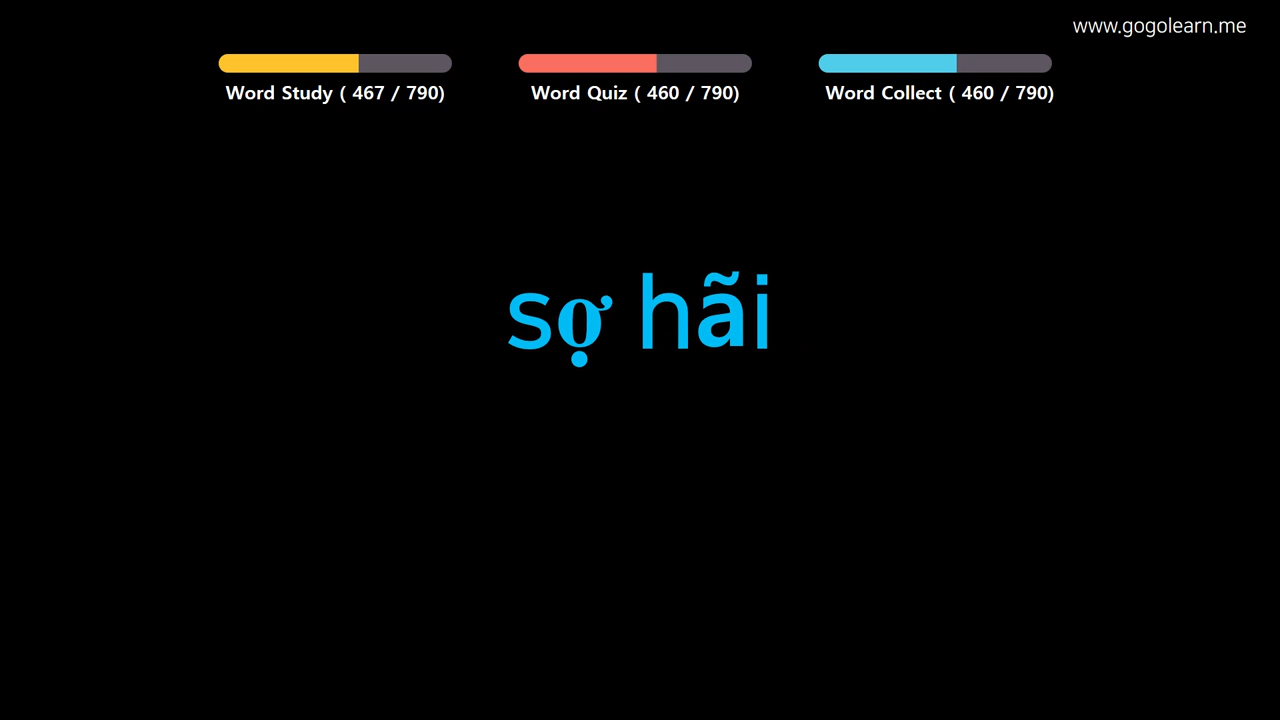 www.gogolearn.me
Word Study ( 467 / 790)
Word Quiz ( 460 / 790)
Word Collect ( 460 / 790)
sợ hãi